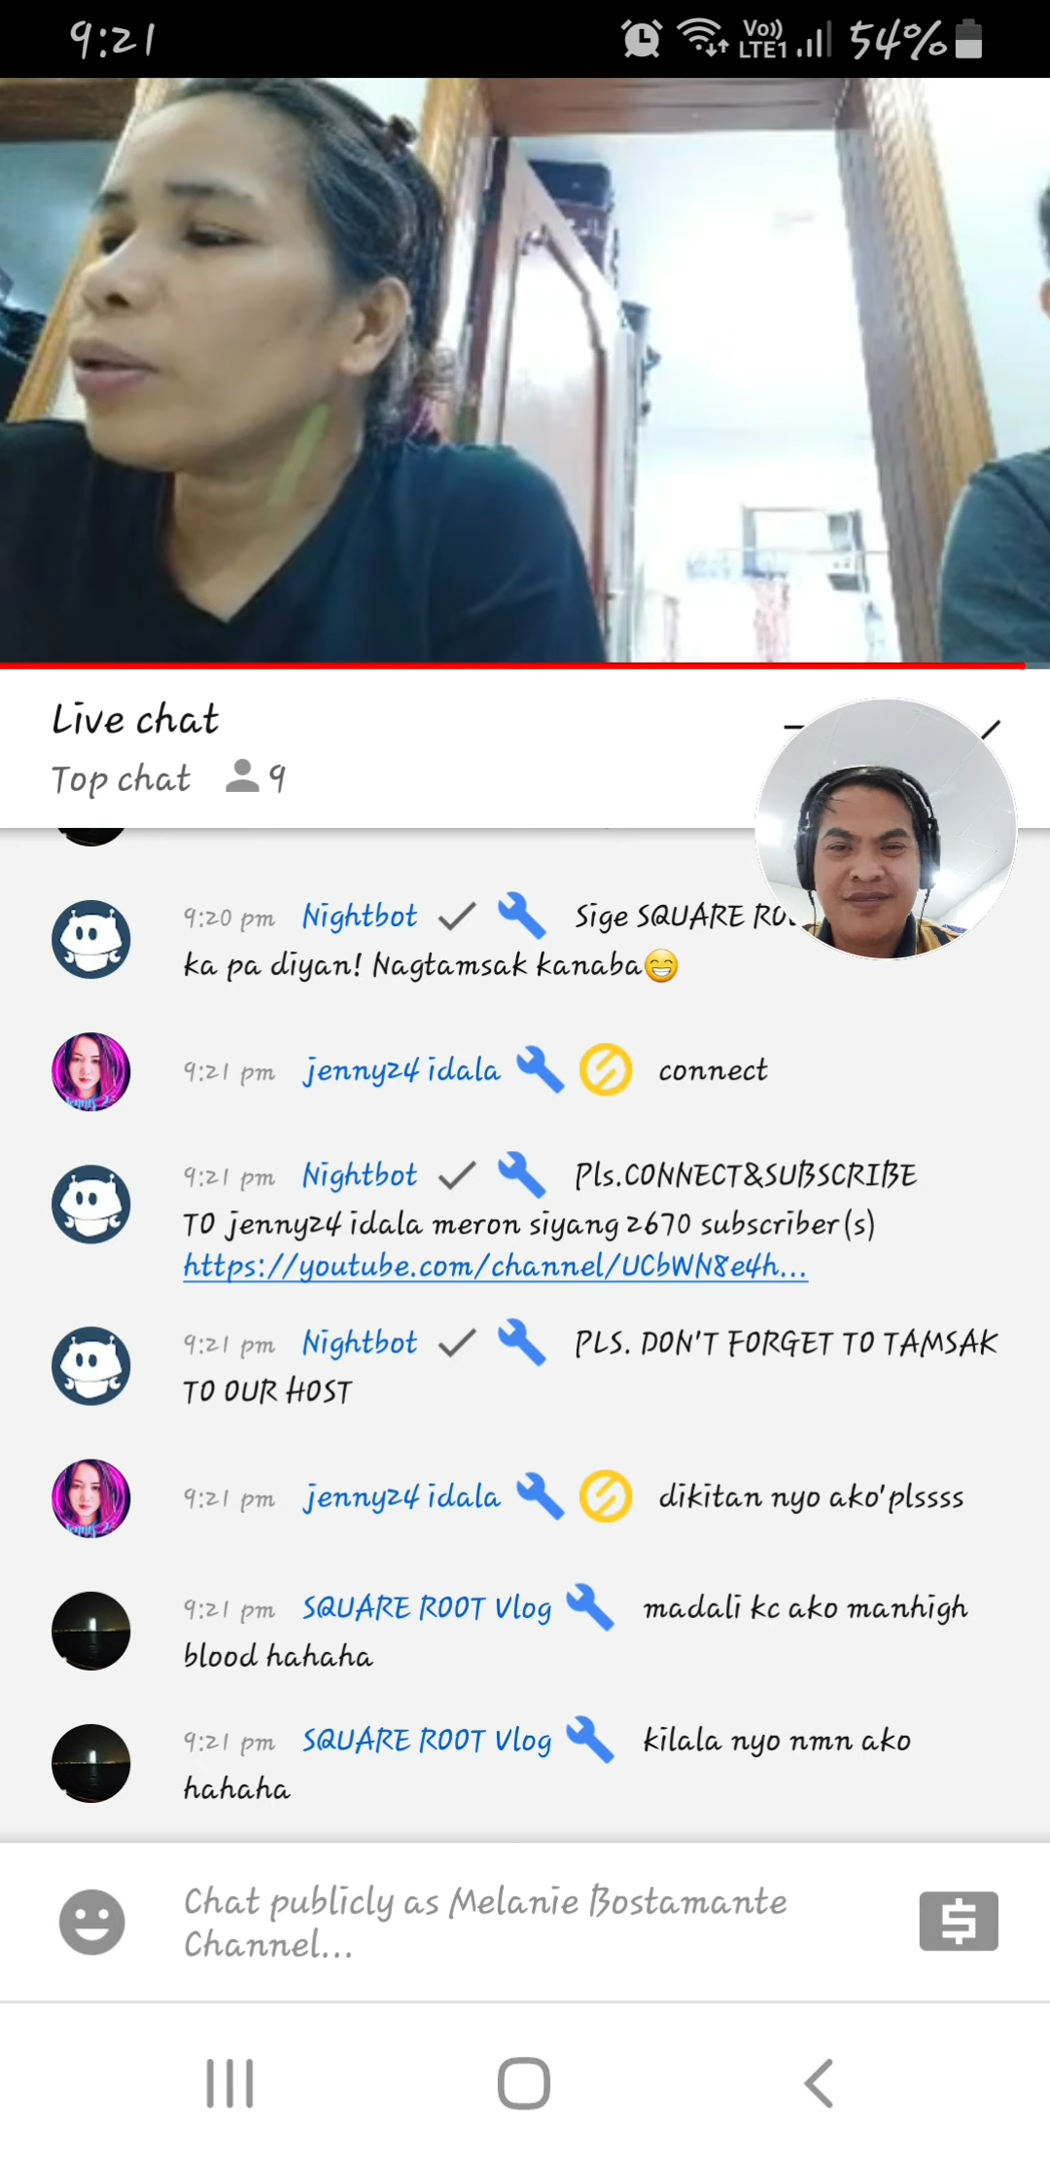 9:21
Vo)) LTE1 54%
Live chat
Top chat 9
9:20 pm Nightbot Sige SQUARE
ka pa diyan! Nagtamsak kanaba😁
9:21 pm jenny24 idala connect
9:21 pm Nightbot Pls.CONNECT&SUBSCRIBE
TO jenny24 idala meron siyang 2670 subscriber(s)
https://youtube.com/channel/UCbWN8e4h...
9:21 pm Nightbot PLS. DON'T FORGET TO TAMSAK
TO OUR HOST
9:21 pm jenny24 idala dikitan nyo ako'plssss
9:21 pm SQUARE ROOT Vlog madali kc ako manhigh
blood hahaha
9:21 pm SQUARE ROOT Vlog kilala nyo nmn ako
hahaha
Chat publicly as Melanie Bostamante
Channel...